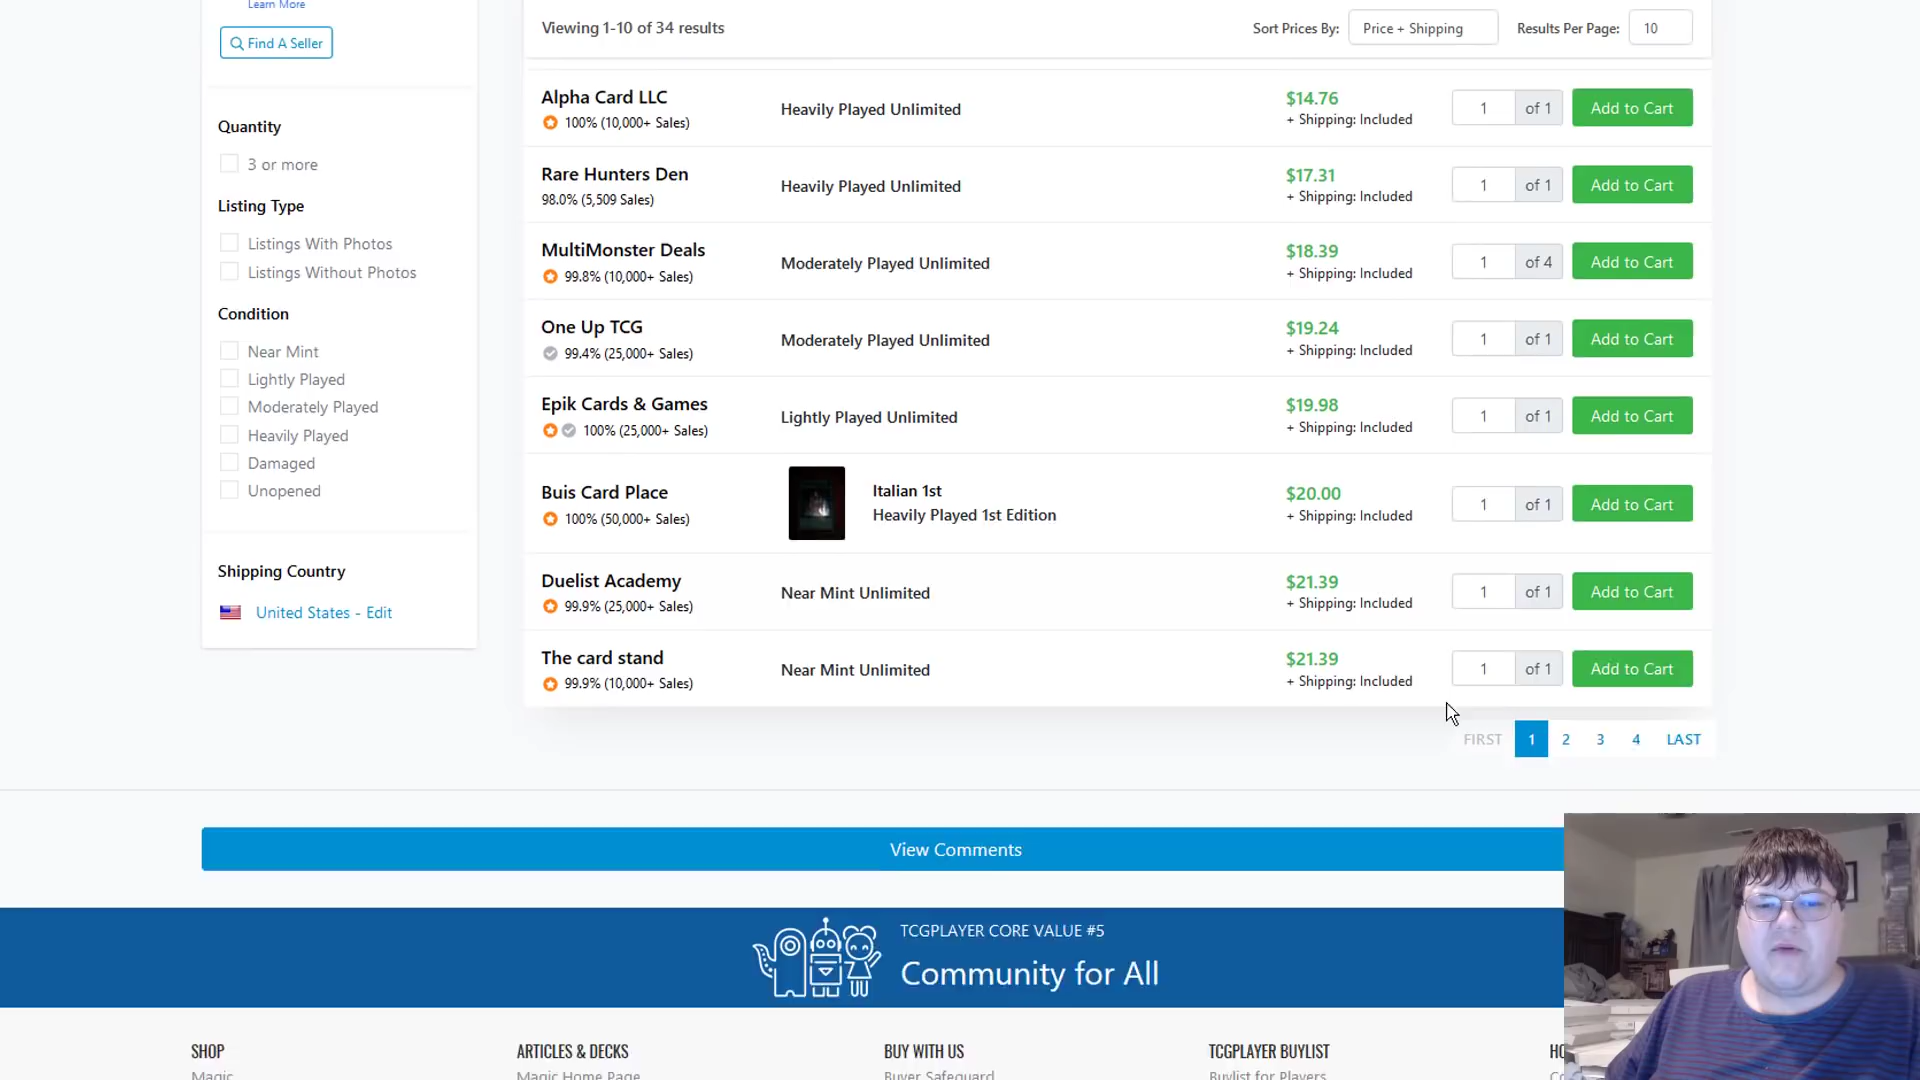 Learn More
Find A Seller
Quantity
3 or more
Listing Type
Listings With Photos
Listings Without Photos
Condition
Near Mint
Lightly Played
Moderately Played
Heavily Played
Damaged
Unopened
Shipping Country
United States - Edit
Viewing 1-10 of 34 results
Sort Prices By: Price + Shipping Results Per Page: 10
Alpha Card LLC
100% (10,000+ Sales)
Heavily Played Unlimited
$14.76
+ Shipping: Included
1 of 1 Add to Cart
Rare Hunters Den
98.0% (5,509 Sales)
Heavily Played Unlimited
$17.31
+ Shipping: Included
1 of 1 Add to Cart
MultiMonster Deals
99.8% (10,000+ Sales)
Moderately Played Unlimited
$18.39
+ Shipping: Included
1 of 4 Add to Cart
One Up TCG
99.4% (25,000+ Sales)
Moderately Played Unlimited
$19.24
+ Shipping: Included
1 of 1 Add to Cart
Epik Cards & Games
100% (25,000+ Sales)
Lightly Played Unlimited
$19.98
+ Shipping: Included
1 of 1 Add to Cart
Buis Card Place
100% (50,000+ Sales)
Italian 1st
Heavily Played 1st Edition
$20.00
+ Shipping: Included
1 of 1 Add to Cart
Duelist Academy
99.9% (25,000+ Sales)
Near Mint Unlimited
$21.39
+ Shipping: Included
1 of 1 Add to Cart
The card stand
99.9% (10,000+ Sales)
Near Mint Unlimited
$21.39
+ Shipping: Included
1 of 1 Add to Cart
FIRST 1 2 3 4 LAST
View Comments
TCGPLAYER CORE VALUE #5
Community for All
SHOP ARTICLES & DECKS BUY WITH US TCGPLAYER BUYLIST
Magic Magic Home Page Buyer Safeguard Buylist for Players